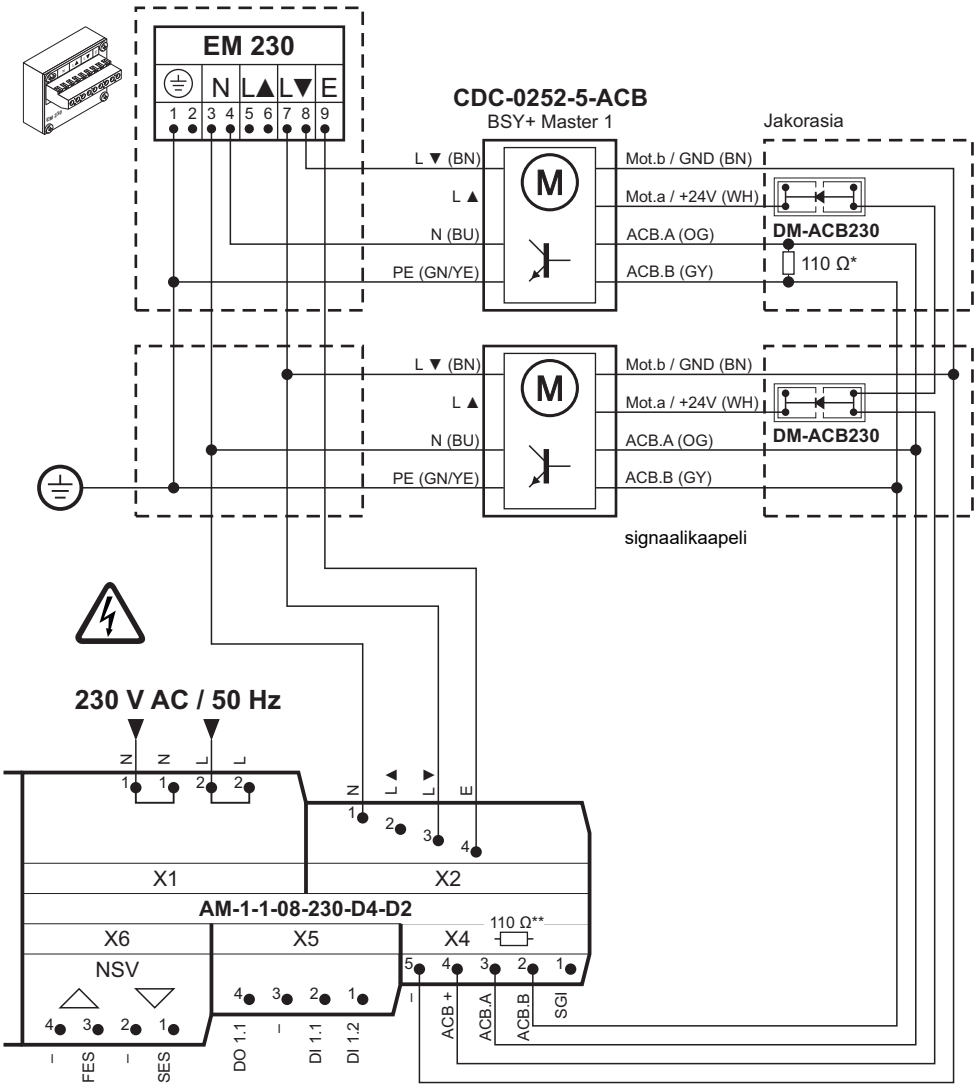 EM 230
N L▲ L▼ E
1 2 3 4 5 6 7 8 9
EM 230
CDC-0252-5-ACB
BSY+ Master 1
Jakorasia
L ▼ (BN)
M
Mot.b / GND (BN)
L ▲
Mot.a / +24V (WH)
DM-ACB230
N (BU)
ACB.A (OG)
110 Ω*
PE (GN/YE)
ACB.B (GY)
L ▼ (BN)
M
Mot.b / GND (BN)
L ▲
Mot.a / +24V (WH)
DM-ACB230
N (BU)
ACB.A (OG)
PE (GN/YE)
ACB.B (GY)
signaalikaapeli
230 V AC / 50 Hz
N N L L
1 1 2 2
N L▲ L▼ E
1 2 3 4
X1
X2
AM-1-1-08-230-D4-D2
X6
X5
X4
110 Ω**
NSV
5 4 3 2 1
– ACB + ACB.A ACB.B SGI
4 3 2 1
DO 1.1 – DI 1.1 DI 1.2
4 3 2 1
– FES – SES